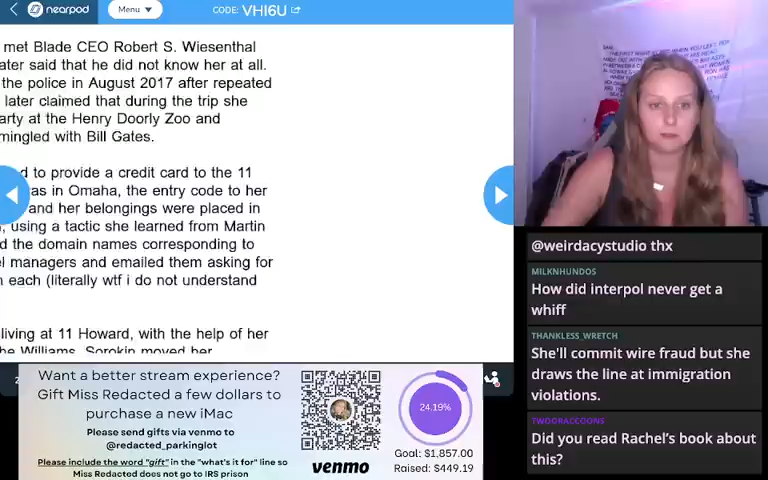 nearpod
Menu
CODE: VHI6U
met Blade CEO Robert S. Wiesenthal
ater said that he did not know her at all.
the police in August 2017 after repeated
later claimed that during the trip she
arty at the Henry Doorly Zoo and
mingled with Bill Gates.
d to provide a credit card to the 11
as in Omaha, the entry code to her
and her belongings were placed in
, using a tactic she learned from Martin
d the domain names corresponding to
el managers and emailed them asking for
n each (literally wtf i do not understand
living at 11 Howard, with the help of her
he Williams, Sorokin moved her
@weirdacystudio thx
MILKNHUNDOS
How did interpol never get a
whiff
THANKLESS_WRETCH
She'll commit wire fraud but she
draws the line at immigration
violations.
TWORACCOONS
Did you read Rachel's book about
this?
Want a better stream experience?
Gift Miss Redacted a few dollars to
purchase a new iMac
Please send gifts via venmo to
@redacted_parkinglot
Please include the word "gift" in the "what's it for" line so
Miss Redacted does not go to IRS prison
venmo
24.19%
Goal: $1,857.00
Raised: $449.19